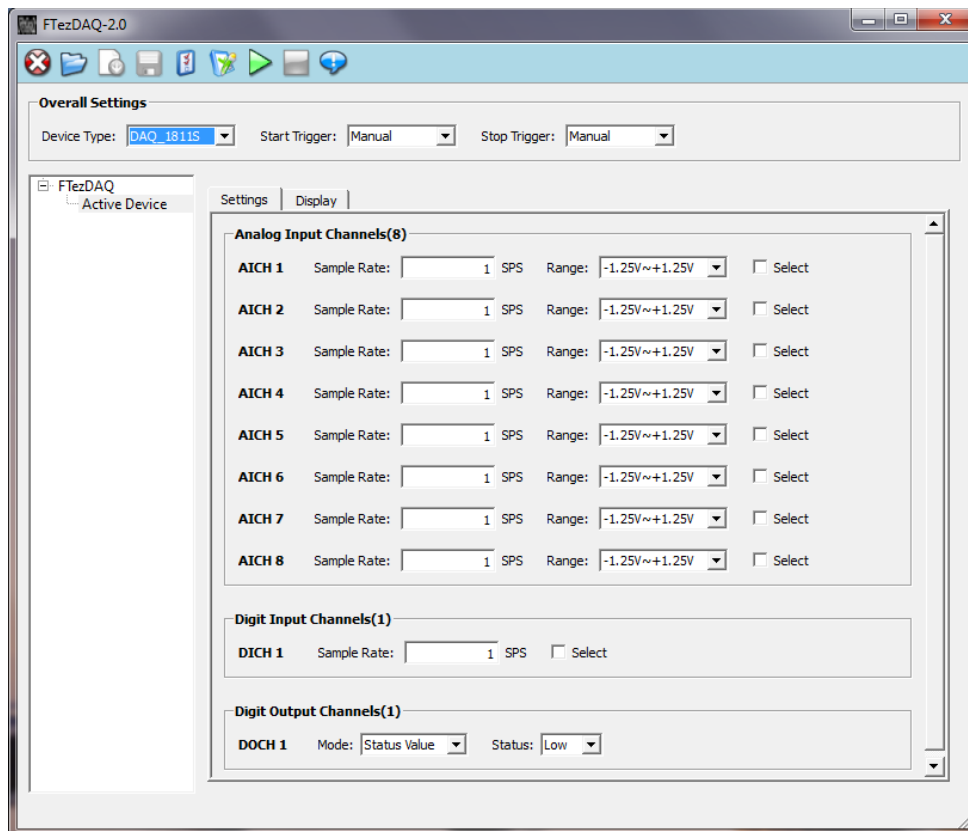 FTezDAQ-2.0
Overall Settings
Device Type: DAQ_1811S Start Trigger: Manual Stop Trigger: Manual
FTezDAQ
Active Device
Settings Display
Analog Input Channels(8)
AICH 1 Sample Rate: 1 SPS Range: -1.25V~+1.25V Select
AICH 2 Sample Rate: 1 SPS Range: -1.25V~+1.25V Select
AICH 3 Sample Rate: 1 SPS Range: -1.25V~+1.25V Select
AICH 4 Sample Rate: 1 SPS Range: -1.25V~+1.25V Select
AICH 5 Sample Rate: 1 SPS Range: -1.25V~+1.25V Select
AICH 6 Sample Rate: 1 SPS Range: -1.25V~+1.25V Select
AICH 7 Sample Rate: 1 SPS Range: -1.25V~+1.25V Select
AICH 8 Sample Rate: 1 SPS Range: -1.25V~+1.25V Select
Digit Input Channels(1)
DICH 1 Sample Rate: 1 SPS Select
Digit Output Channels(1)
DOCH 1 Mode: Status Value Status: Low